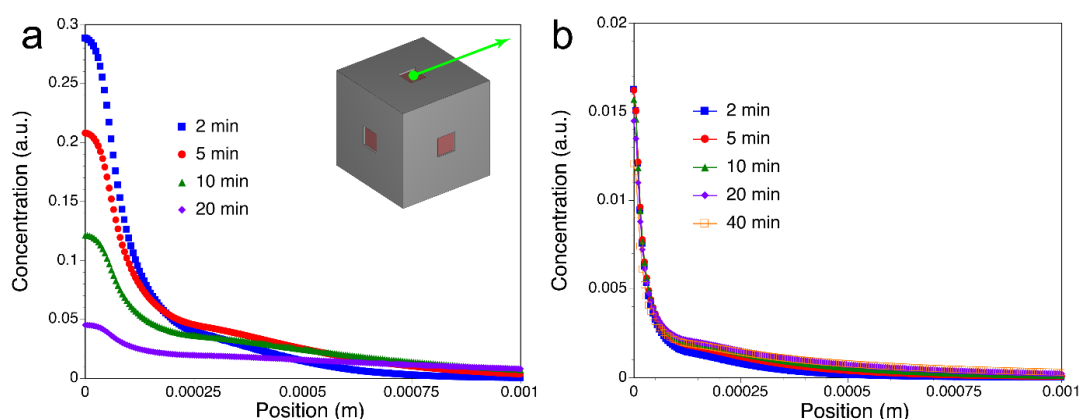 a
0.3
0.25
0.2
0.15
0.1
0.05
0
Concentration (a.u.)
2 min
5 min
10 min
20 min
0
0.00025
0.0005
0.00075
0.001
Position (m)
b
0.02
0.015
0.01
0.005
0
Concentration (a.u.)
2 min
5 min
10 min
20 min
40 min
0
0.00025
0.0005
0.00075
0.001
Position (m)